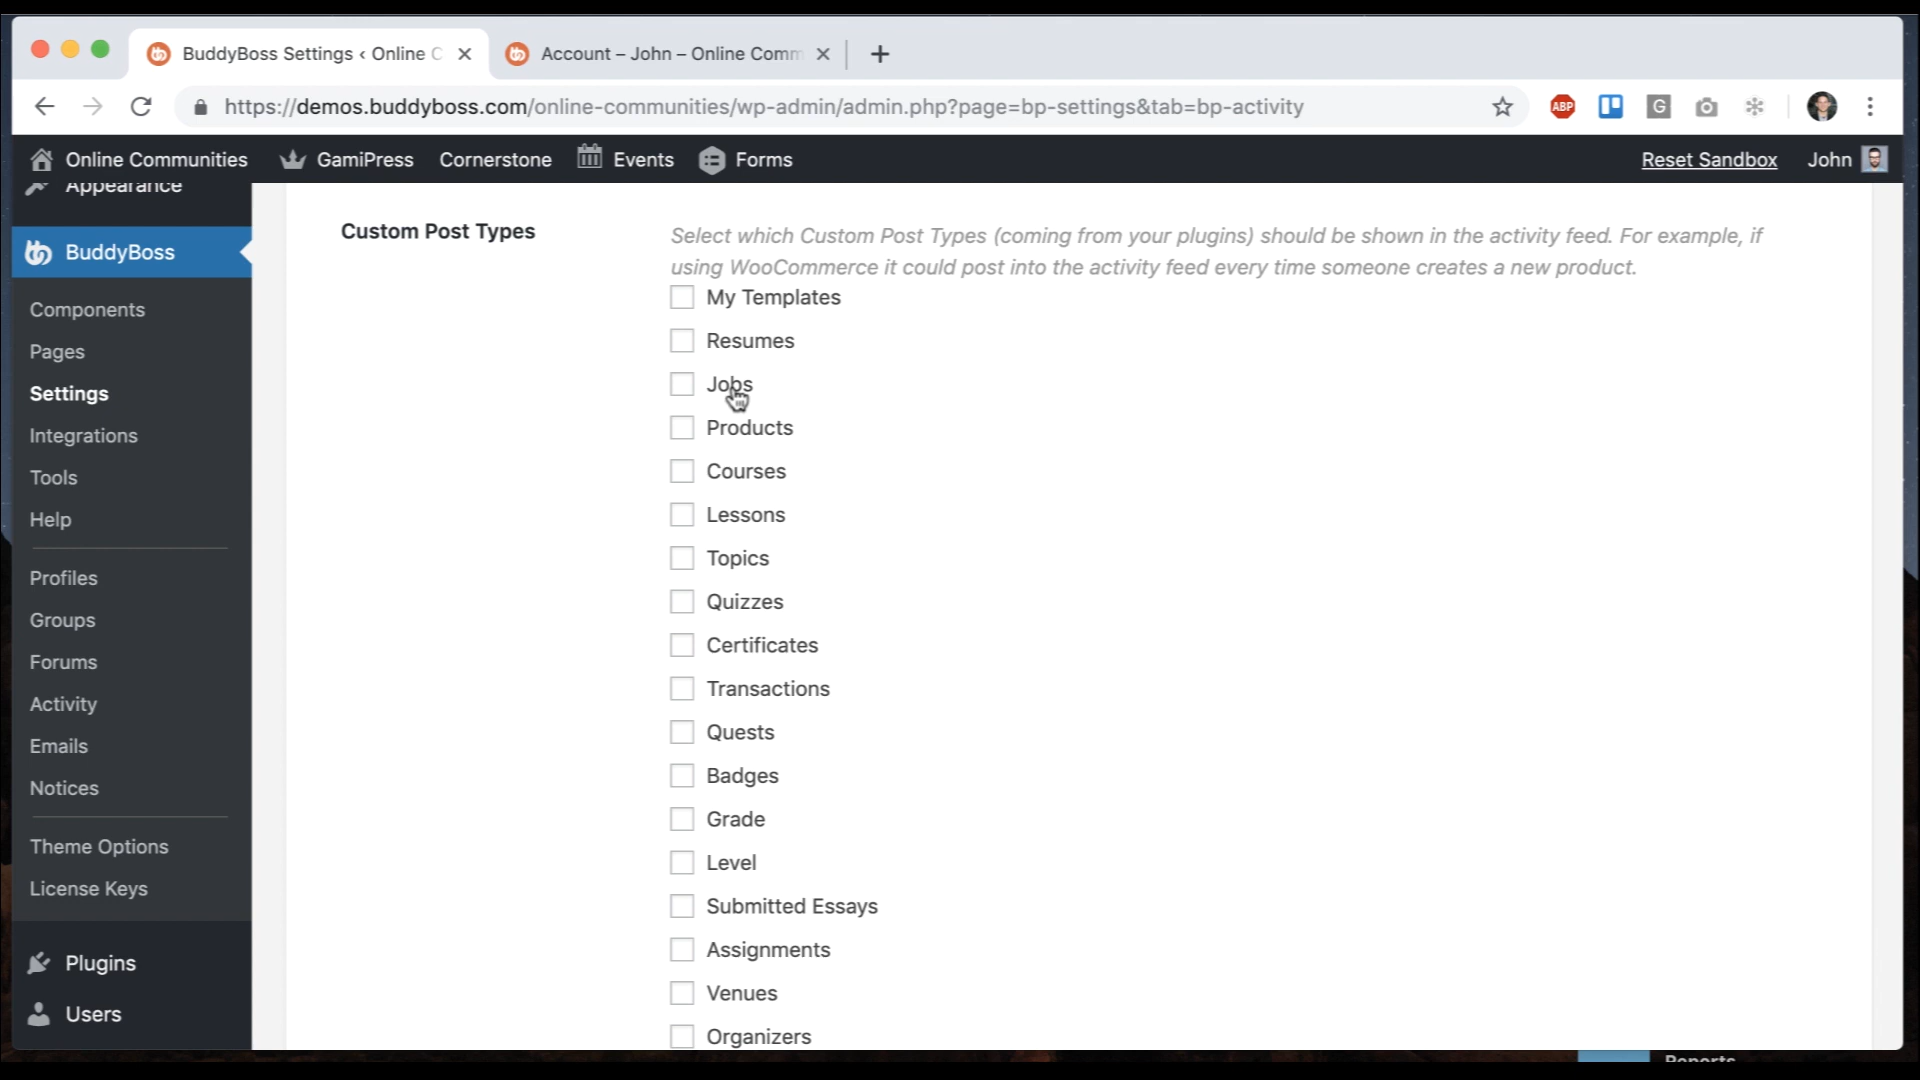 BuddyBoss Settings ‹ Online C
Account – John – Online Comm
https://demos.buddyboss.com/online-communities/wp-admin/admin.php?page=bp-settings&tab=bp-activity
ABP
G
Online Communities
GamiPress
Cornerstone
Events
Forms
Reset Sandbox
John
Appearance
BuddyBoss
Components
Pages
Settings
Integrations
Tools
Help
Profiles
Groups
Forums
Activity
Emails
Notices
Theme Options
License Keys
Plugins
Users
Custom Post Types
Select which Custom Post Types (coming from your plugins) should be shown in the activity feed. For example, if
using WooCommerce it could post into the activity feed every time someone creates a new product.
My Templates
Resumes
Jobs
Products
Courses
Lessons
Topics
Quizzes
Certificates
Transactions
Quests
Badges
Grade
Level
Submitted Essays
Assignments
Venues
Organizers
Reports